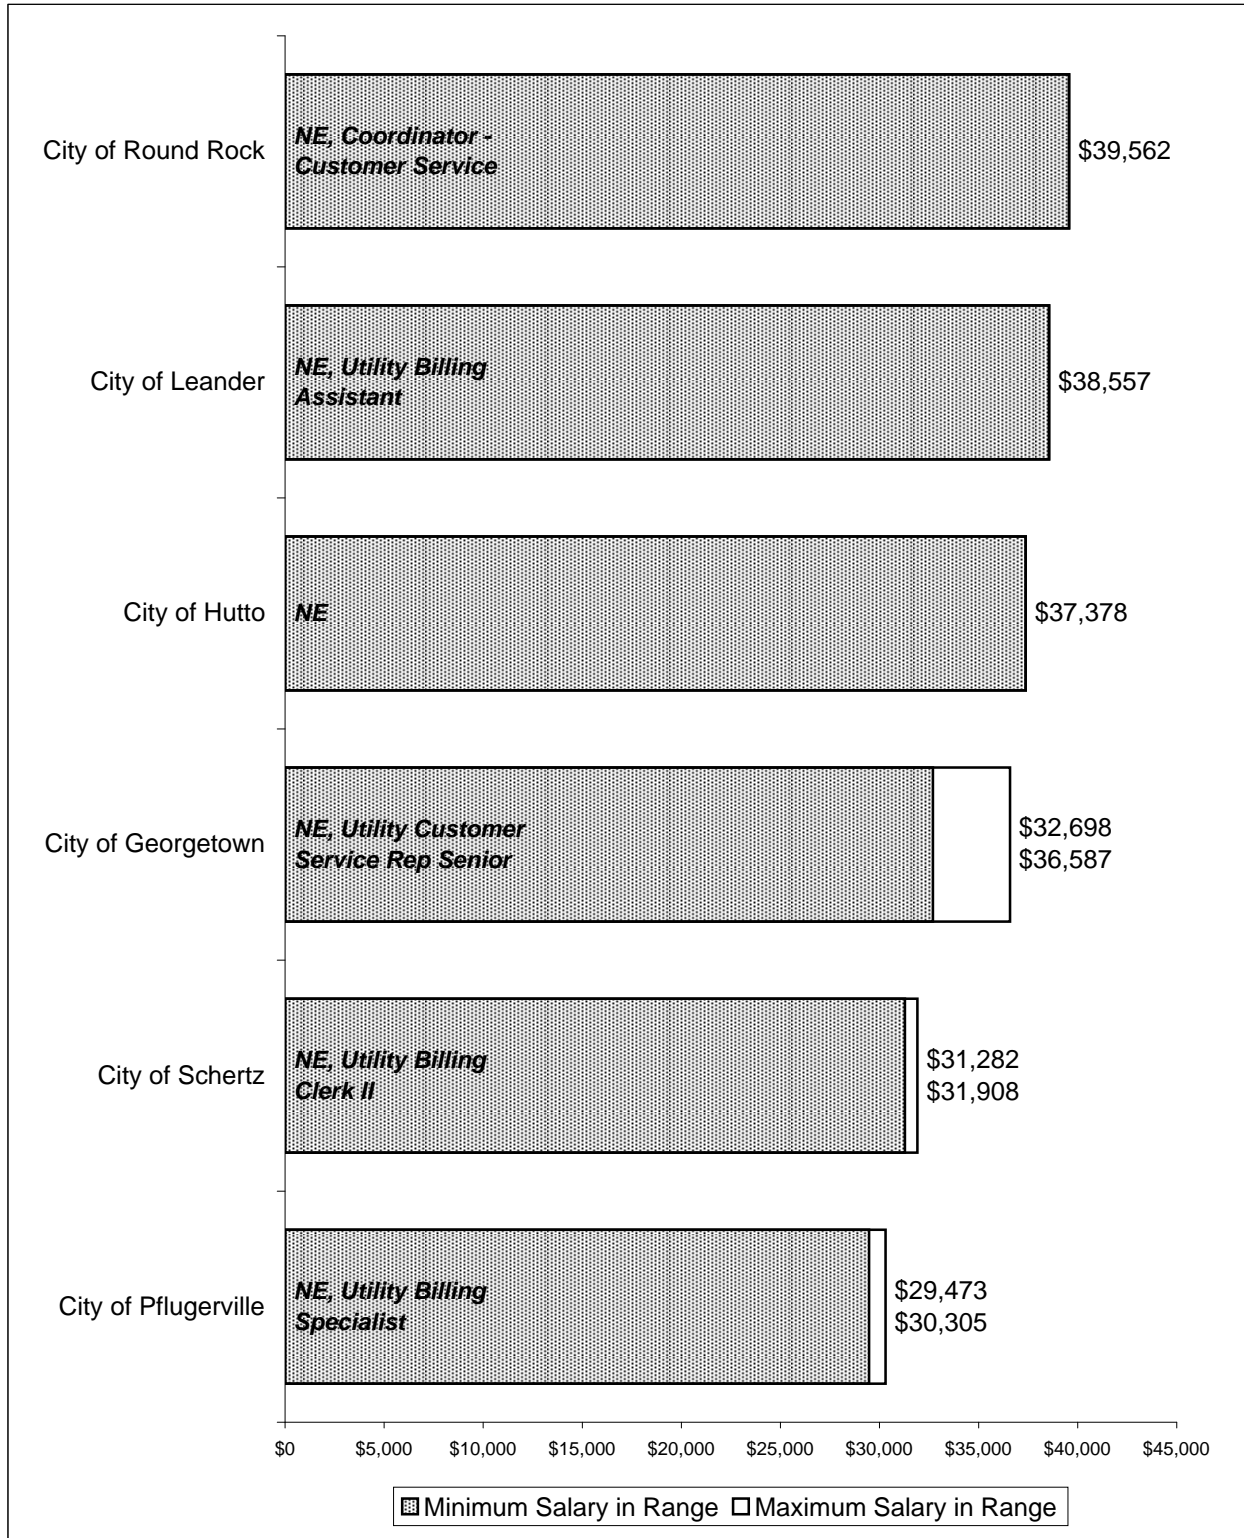 City of Round Rock
NE, Coordinator -
Customer Service
$39,562
City of Leander
NE, Utility Billing
Assistant
$38,557
City of Hutto
NE
$37,378
City of Georgetown
NE, Utility Customer
Service Rep Senior
$32,698
$36,587
City of Schertz
NE, Utility Billing
Clerk II
$31,282
$31,908
City of Pflugerville
NE, Utility Billing
Specialist
$29,473
$30,305
$0 $5,000 $10,000 $15,000 $20,000 $25,000 $30,000 $35,000 $40,000 $45,000
Minimum Salary in Range Maximum Salary in Range